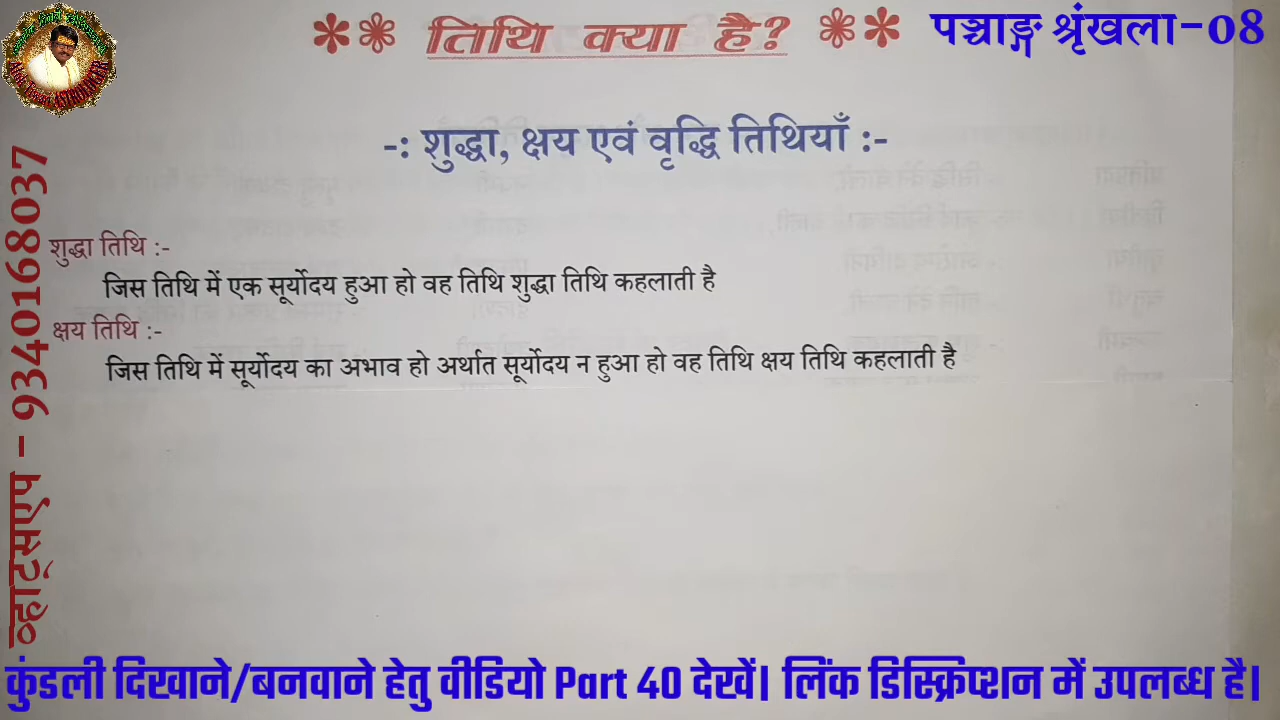 ✻❃ तिथि क्या है? ❃✻
पञ्चाङ्ग श्रृंखला-08
-: शुद्धा, क्षय एवं वृद्धि तिथियाँ :-
शुद्धा तिथि :-
जिस तिथि में एक सूर्योदय हुआ हो वह तिथि शुद्धा तिथि कहलाती है
क्षय तिथि :-
जिस तिथि में सूर्योदय का अभाव हो अर्थात सूर्योदय न हुआ हो वह तिथि क्षय तिथि कहलाती है
व्हाट्सएप - 9340168037
कुंडली दिखाने/बनवाने हेतु वीडियो Part 40 देखें। लिंक डिस्क्रिप्शन में उपलब्ध है।